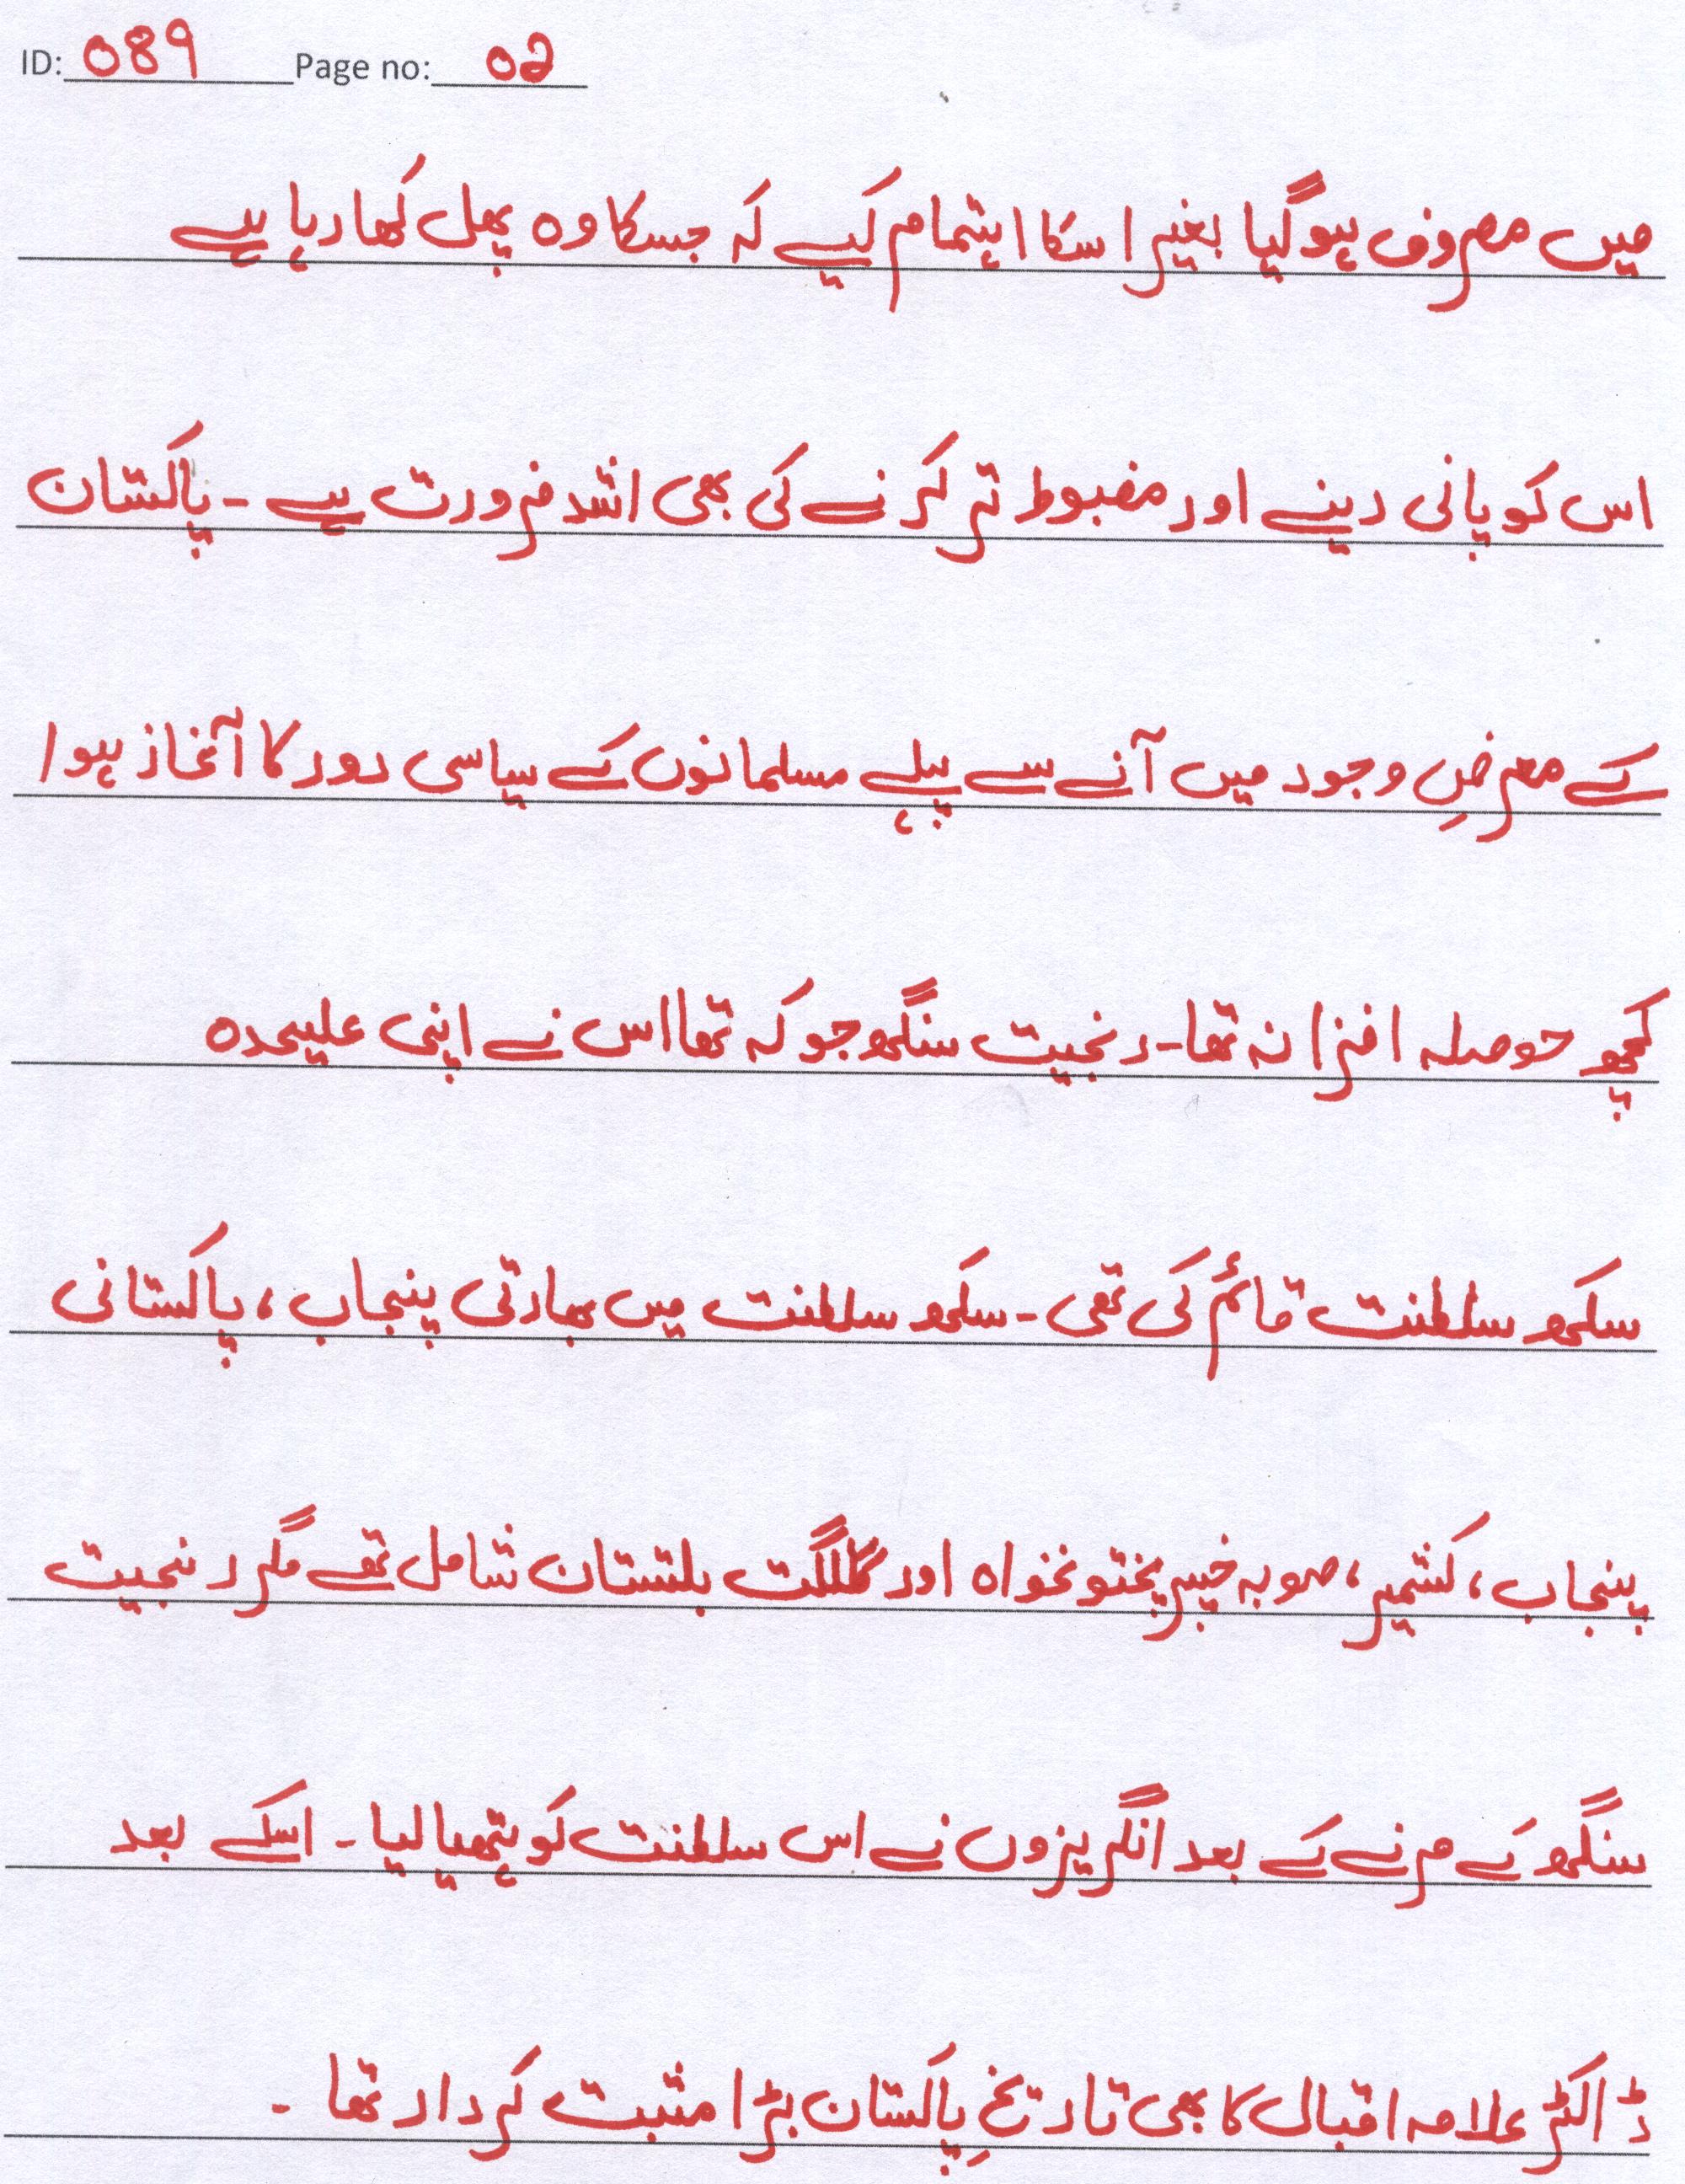 ID: 089 Page no: 02
میں مصروف ہوگیا بغیر اسکا اہتمام کیے کہ جسکا وہ پھل کھا رہا ہے
اس کو پانی دینے اور مضبوط تر کرنے کی بھی اشد ضرورت ہے ۔ پاکستان
کے معرضِ وجود میں آنے سے پہلے مسلمانوں کے سیاسی دور کا آغاز ہوا
کچھ حوصلہ افزا نہ تھا۔ رنجیت سنگھ جو کہ تھا اس نے اپنی علیحدہ
سکھ سلطنت قائم کی تھی ۔ سکھ سلطنت میں بھارتی پنجاب، پاکستانی
پنجاب، کشمیر، صوبہ خیبر پختونخواہ اور گلگت بلتستان شامل تھے مگر رنجیت
سنگھ کے مرنے کے بعد انگریزوں نے اس سلطنت کو ہتھیا لیا ۔ اسکے بعد
ڈاکٹر علامہ اقبال کا بھی تاریخِ پاکستان بڑا مثبت کردار تھا ۔